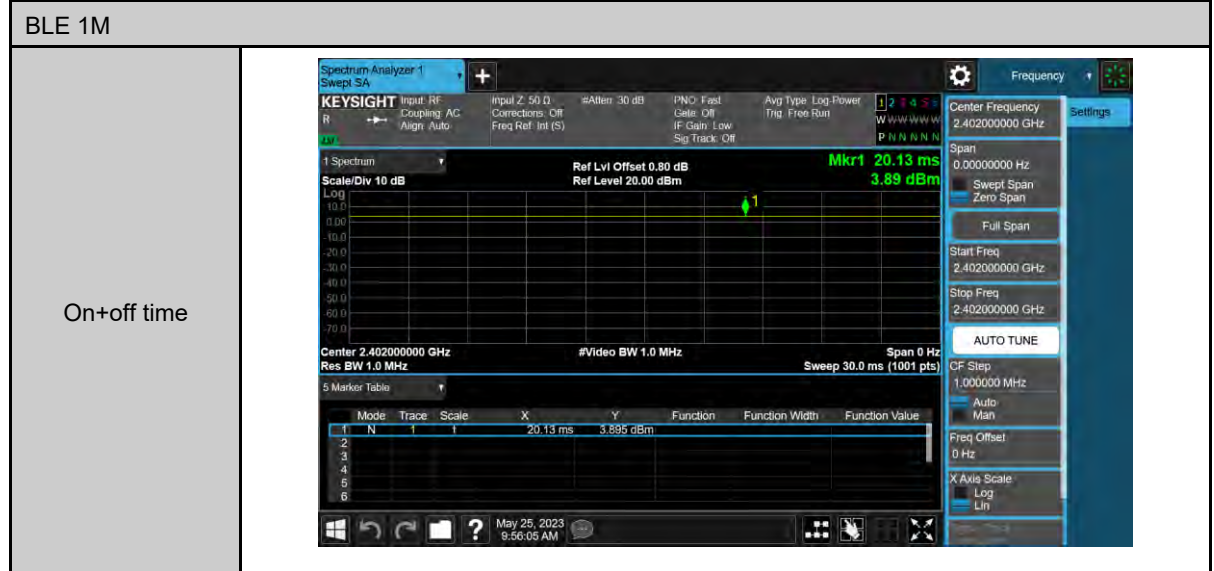 BLE 1M
On+off time
Spectrum Analyzer 1
Swept SA
Frequency
KEYSIGHT
R
Input: RF
Coupling: AC
Align: Auto
Input Z: 50 Ω
Corrections: Off
Freq Ref: Int (S)
#Atten: 30 dB
PNO: Fast
Gate: Off
IF Gain: Low
Sig Track: Off
Avg Type: Log-Power
Trig: Free Run
1 2 3 4 5 6
W W W W W W
P N N N N N
1 Spectrum
Scale/Div 10 dB
Ref Lvl Offset 0.80 dB
Ref Level 20.00 dBm
Mkr1 20.13 ms
3.89 dBm
Log
10.0
0.00
-10.0
-20.0
-30.0
-40.0
-50.0
-60.0
-70.0
1
Center 2.402000000 GHz
Res BW 1.0 MHz
#Video BW 1.0 MHz
Span 0 Hz
Sweep 30.0 ms (1001 pts)
5 Marker Table
Mode Trace Scale X Y Function Function Width Function Value
1 N 1 t 20.13 ms 3.895 dBm
2
3
4
5
6
May 25, 2023
9:56:05 AM
Center Frequency
2.402000000 GHz
Settings
Span
0.00000000 Hz
Swept Span
Zero Span
Full Span
Start Freq
2.402000000 GHz
Stop Freq
2.402000000 GHz
AUTO TUNE
CF Step
1.000000 MHz
Auto
Man
Freq Offset
0 Hz
X Axis Scale
Log
Lin